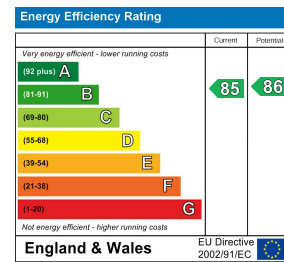 Energy Efficiency Rating
Current Potential
Very energy efficient - lower running costs
(92 plus) A
(81-91) B
85 86
(69-80) C
(55-68) D
(39-54) E
(21-38) F
(1-20) G
Not energy efficient - higher running costs
England & Wales
EU Directive
2002/91/EC